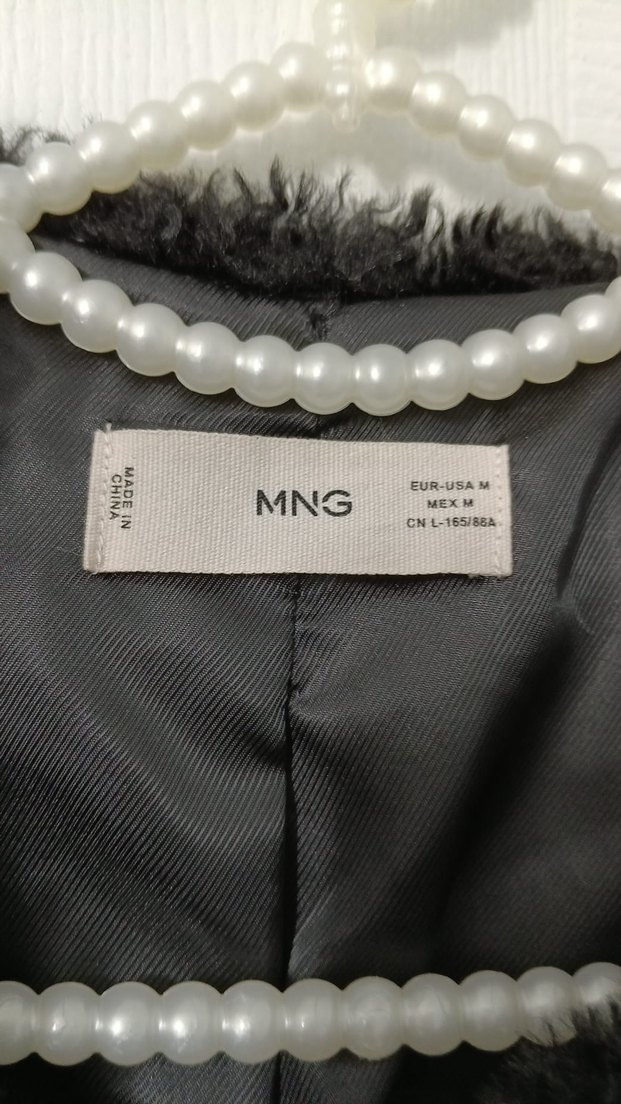 MADE IN
CHINA
MNG
EUR-USA M
MEX M
CN L-165/88A